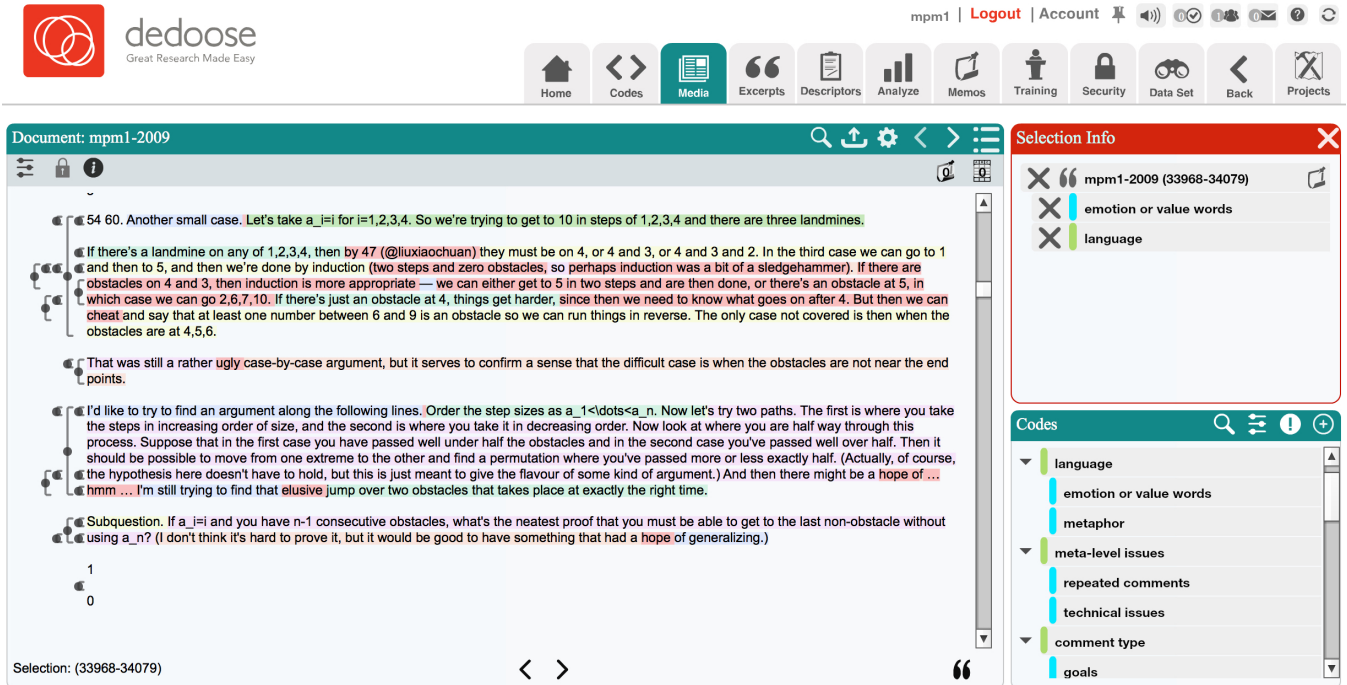 mpm1 | Logout | Account 0 1 0 ?
dedoose
Great Research Made Easy
Home Codes Media Excerpts Descriptors Analyze Memos Training Security Data Set Back Projects
Document: mpm1-2009
0 0
54 60. Another small case. Let's take a_i=i for i=1,2,3,4. So we're trying to get to 10 in steps of 1,2,3,4 and there are three landmines.
If there's a landmine on any of 1,2,3,4, then by 47 (@liuxiaochuan) they must be on 4, or 4 and 3, or 4 and 3 and 2. In the third case we can go to 1
and then to 5, and then we're done by induction (two steps and zero obstacles, so perhaps induction was a bit of a sledgehammer). If there are
obstacles on 4 and 3, then induction is more appropriate — we can either get to 5 in two steps and are then done, or there's an obstacle at 5, in
which case we can go 2,6,7,10. If there's just an obstacle at 4, things get harder, since then we need to know what goes on after 4. But then we can
cheat and say that at least one number between 6 and 9 is an obstacle so we can run things in reverse. The only case not covered is then when the
obstacles are at 4,5,6.
That was still a rather ugly case-by-case argument, but it serves to confirm a sense that the difficult case is when the obstacles are not near the end
points.
I'd like to try to find an argument along the following lines. Order the step sizes as a_1<\dots<a_n. Now let's try two paths. The first is where you take
the steps in increasing order of size, and the second is where you take it in decreasing order. Now look at where you are half way through this
process. Suppose that in the first case you have passed well under half the obstacles and in the second case you've passed well over half. Then it
should be possible to move from one extreme to the other and find a permutation where you've passed more or less exactly half. (Actually, of course,
the hypothesis here doesn't have to hold, but this is just meant to give the flavour of some kind of argument.) And then there might be a hope of ...
hmm ... I'm still trying to find that elusive jump over two obstacles that takes place at exactly the right time.
Subquestion. If a_i=i and you have n-1 consecutive obstacles, what's the neatest proof that you must be able to get to the last non-obstacle without
using a_n? (I don't think it's hard to prove it, but it would be good to have something that had a hope of generalizing.)
1
0
Selection: (33968-34079)
Selection Info
mpm1-2009 (33968-34079)
emotion or value words
language
Codes
language
emotion or value words
metaphor
meta-level issues
repeated comments
technical issues
comment type
goals